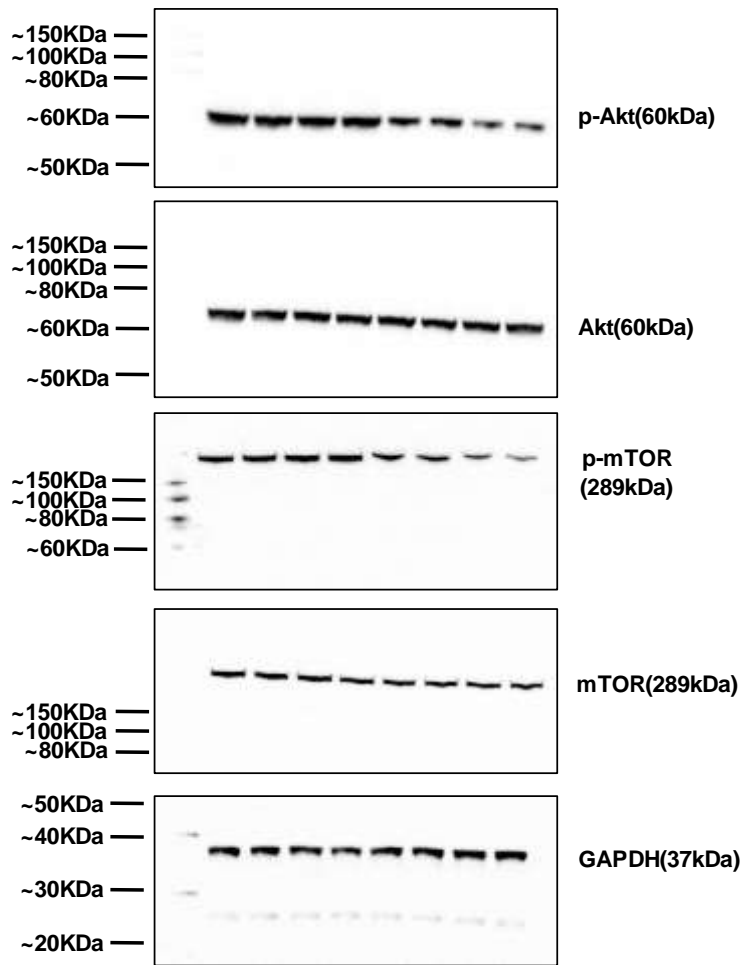 ~150KDa
~100KDa
~80KDa
~60KDa
~50KDa
p-Akt(60kDa)
~150KDa
~100KDa
~80KDa
~60KDa
~50KDa
Akt(60kDa)
~150KDa
~100KDa
~80KDa
~60KDa
p-mTOR
(289kDa)
~150KDa
~100KDa
~80KDa
mTOR(289kDa)
~50KDa
~40KDa
~30KDa
~20KDa
GAPDH(37kDa)